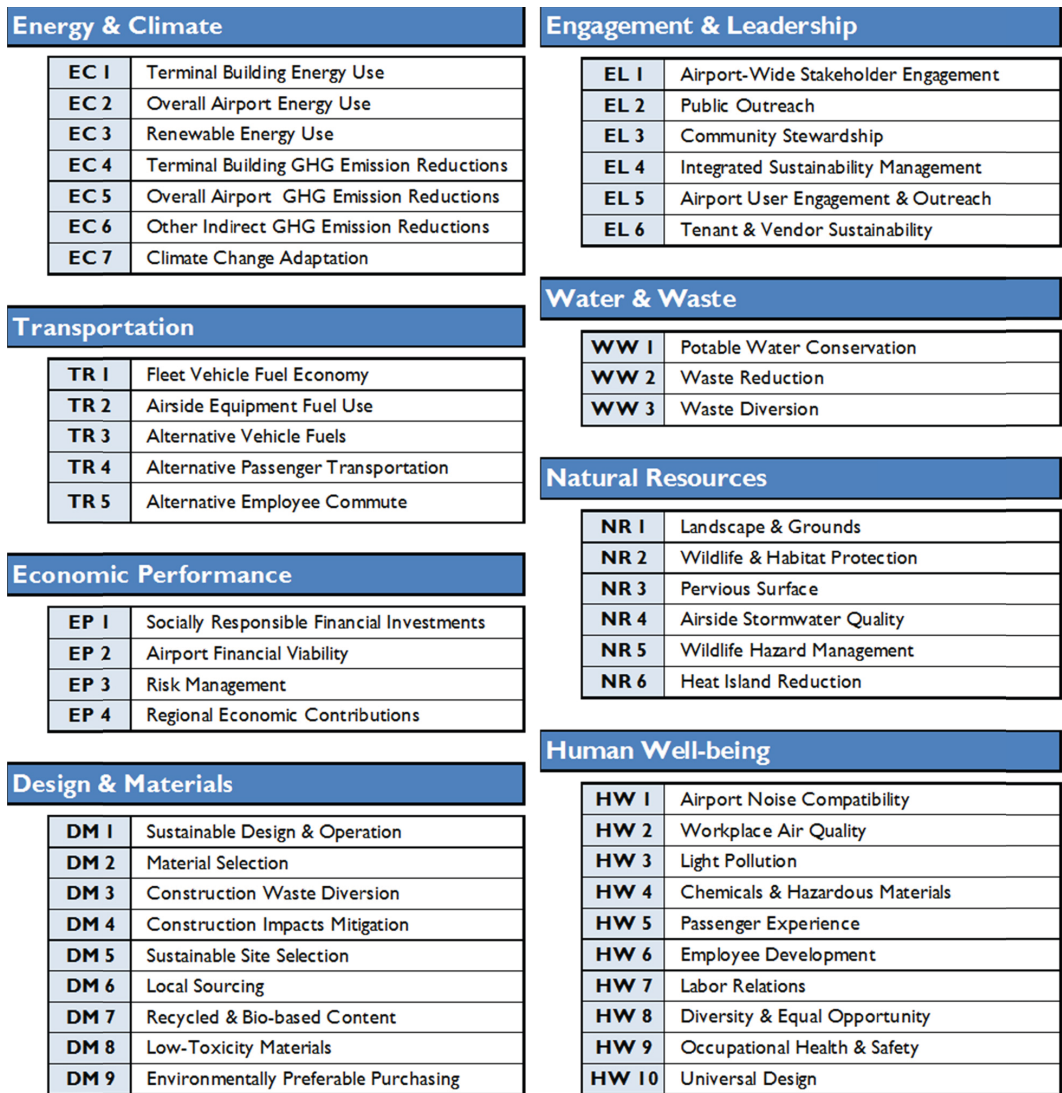 Energy & Climate
EC 1 Terminal Building Energy Use
EC 2 Overall Airport Energy Use
EC 3 Renewable Energy Use
EC 4 Terminal Building GHG Emission Reductions
EC 5 Overall Airport GHG Emission Reductions
EC 6 Other Indirect GHG Emission Reductions
EC 7 Climate Change Adaptation
Transportation
TR 1 Fleet Vehicle Fuel Economy
TR 2 Airside Equipment Fuel Use
TR 3 Alternative Vehicle Fuels
TR 4 Alternative Passenger Transportation
TR 5 Alternative Employee Commute
Economic Performance
EP 1 Socially Responsible Financial Investments
EP 2 Airport Financial Viability
EP 3 Risk Management
EP 4 Regional Economic Contributions
Design & Materials
DM 1 Sustainable Design & Operation
DM 2 Material Selection
DM 3 Construction Waste Diversion
DM 4 Construction Impacts Mitigation
DM 5 Sustainable Site Selection
DM 6 Local Sourcing
DM 7 Recycled & Bio-based Content
DM 8 Low-Toxicity Materials
DM 9 Environmentally Preferable Purchasing
Engagement & Leadership
EL 1 Airport-Wide Stakeholder Engagement
EL 2 Public Outreach
EL 3 Community Stewardship
EL 4 Integrated Sustainability Management
EL 5 Airport User Engagement & Outreach
EL 6 Tenant & Vendor Sustainability
Water & Waste
WW 1 Potable Water Conservation
WW 2 Waste Reduction
WW 3 Waste Diversion
Natural Resources
NR 1 Landscape & Grounds
NR 2 Wildlife & Habitat Protection
NR 3 Pervious Surface
NR 4 Airside Stormwater Quality
NR 5 Wildlife Hazard Management
NR 6 Heat Island Reduction
Human Well-being
HW 1 Airport Noise Compatibility
HW 2 Workplace Air Quality
HW 3 Light Pollution
HW 4 Chemicals & Hazardous Materials
HW 5 Passenger Experience
HW 6 Employee Development
HW 7 Labor Relations
HW 8 Diversity & Equal Opportunity
HW 9 Occupational Health & Safety
HW 10 Universal Design